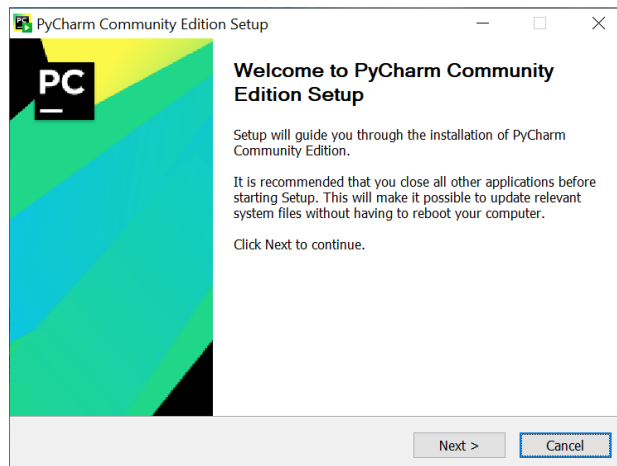 PyCharm Community Edition Setup
PC
Welcome to PyCharm Community
Edition Setup
Setup will guide you through the installation of PyCharm
Community Edition.
It is recommended that you close all other applications before
starting Setup. This will make it possible to update relevant
system files without having to reboot your computer.
Click Next to continue.
Next >
Cancel